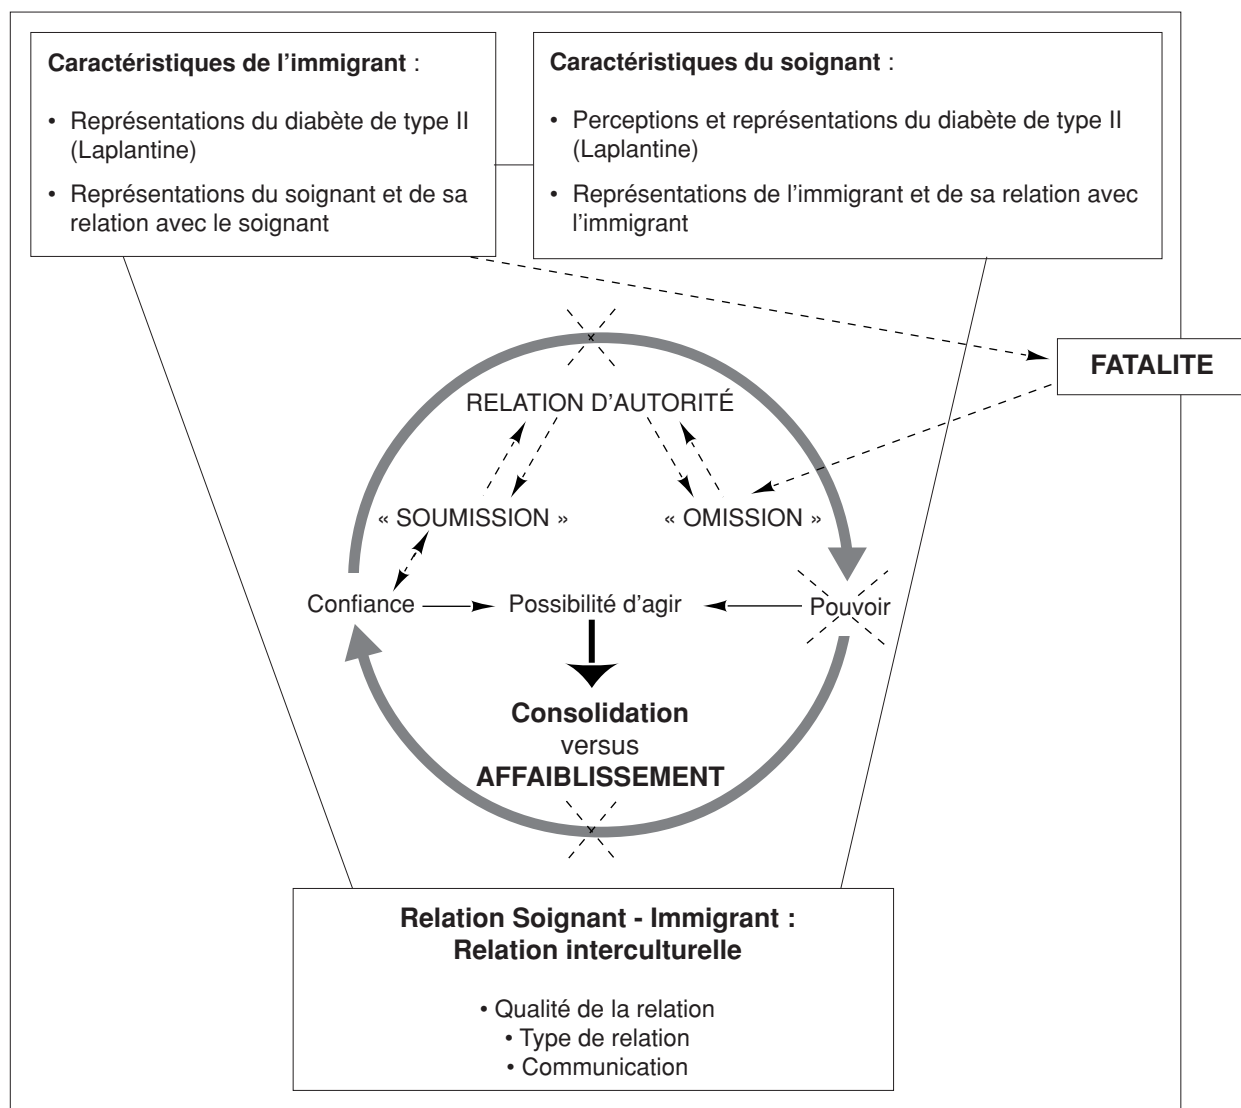 Caractéristiques de l'immigrant :
• Représentations du diabète de type II
(Laplantine)
• Représentations du soignant et de sa
relation avec le soignant
Caractéristiques du soignant :
• Perceptions et représentations du diabète de type II
(Laplantine)
• Représentations de l'immigrant et de sa relation avec
l'immigrant
FATALITE
RELATION D'AUTORITÉ
« SOUMISSION »
« OMISSION »
Confiance
Possibilité d'agir
Pouvoir
Consolidation
versus
AFFAIBLISSEMENT
Relation Soignant - Immigrant :
Relation interculturelle
• Qualité de la relation
• Type de relation
• Communication